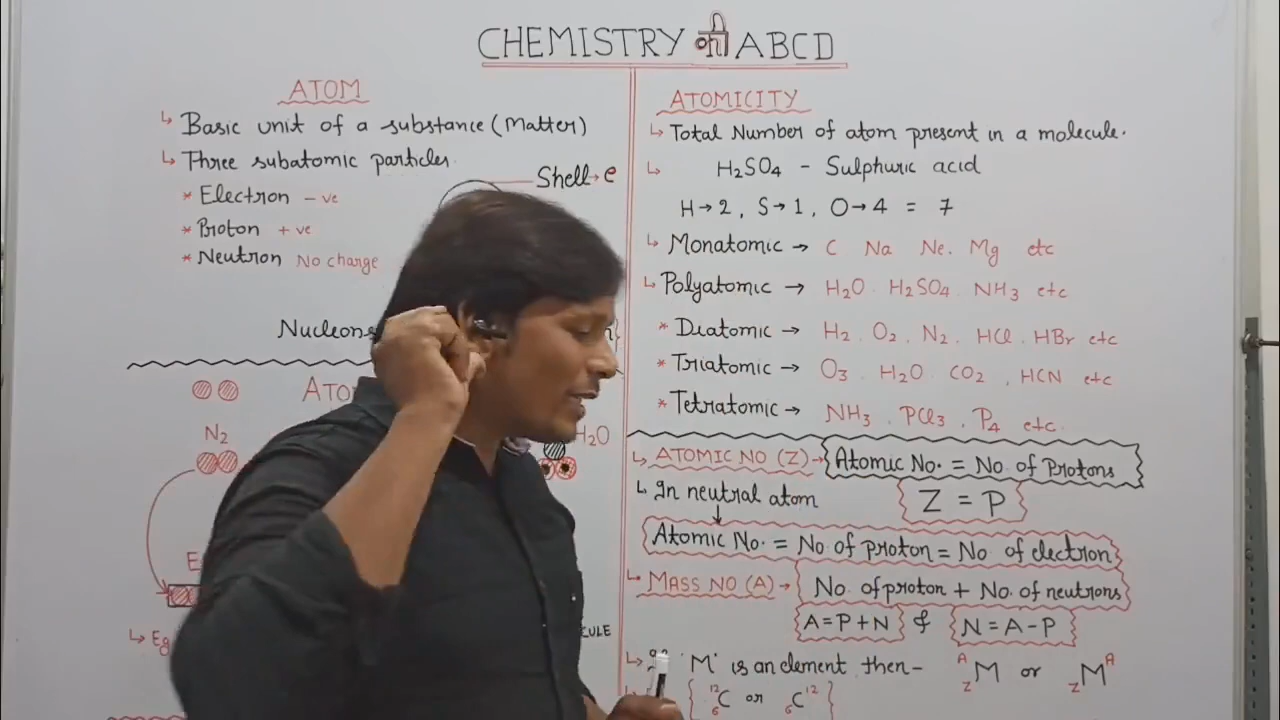 CHEMISTRY की ABCD
ATOM
↳ Basic unit of a substance (Matter)
↳ Three subatomic particles
* Electron -ve
* Proton +ve
* Neutron No charge
Shell → e
Nucleons
N₂
H₂O
↳ Eg
ATOMICITY
↳ Total Number of atom present in a molecule.
↳ H₂SO₄ - Sulphuric acid
H→2, S→1, O→4 = 7
↳ Monatomic → C Na Ne. Mg etc
↳ Polyatomic → H₂O. H₂SO₄. NH₃ etc
* Diatomic → H₂. O₂. N₂. HCl. HBr etc
* Triatomic → O₃. H₂O. CO₂, HCN etc
* Tetratomic → NH₃. PCl₃. P₄ etc.
↳ ATOMIC NO (Z) → {Atomic No. = No. of Protons
↳ In neutral atom Z = P
Atomic No. = No. of proton = No. of electron
↳ MASS NO (A) → No. of proton + No. of neutrons
A=P+N & N=A-P
↳ 'M' is an element then - ᴬ_ZM or _ZMᴬ
{ ¹²₆C or ₆C¹² }